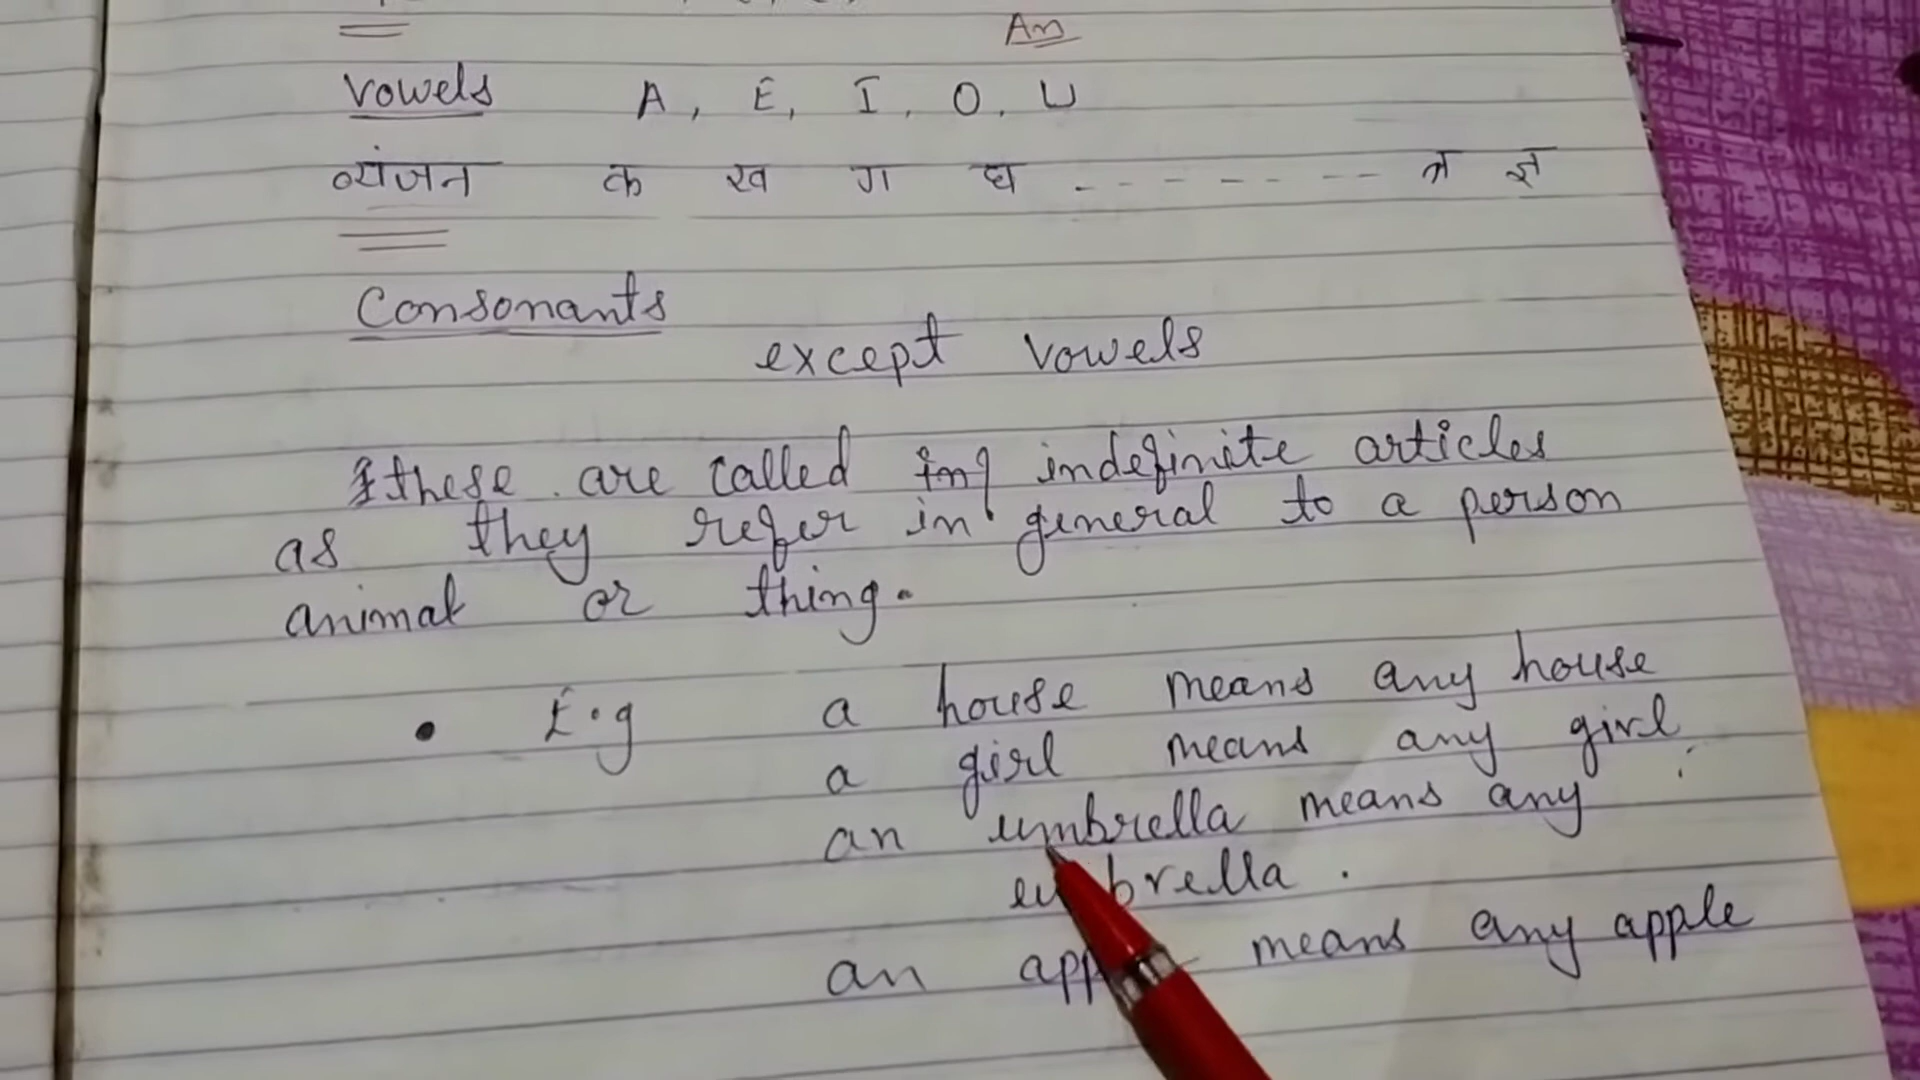 An
Vowels A, E, I, O, U
व्यंजन क ख ग घ - - - - - - - - त्र ज्ञ
Consonants
except vowels
these are called indefinite articles
as they refer in general to a person
animal or thing.
• E.g a house means any house
a girl means any girl
an umbrella means any
umbrella.
an apple means any apple